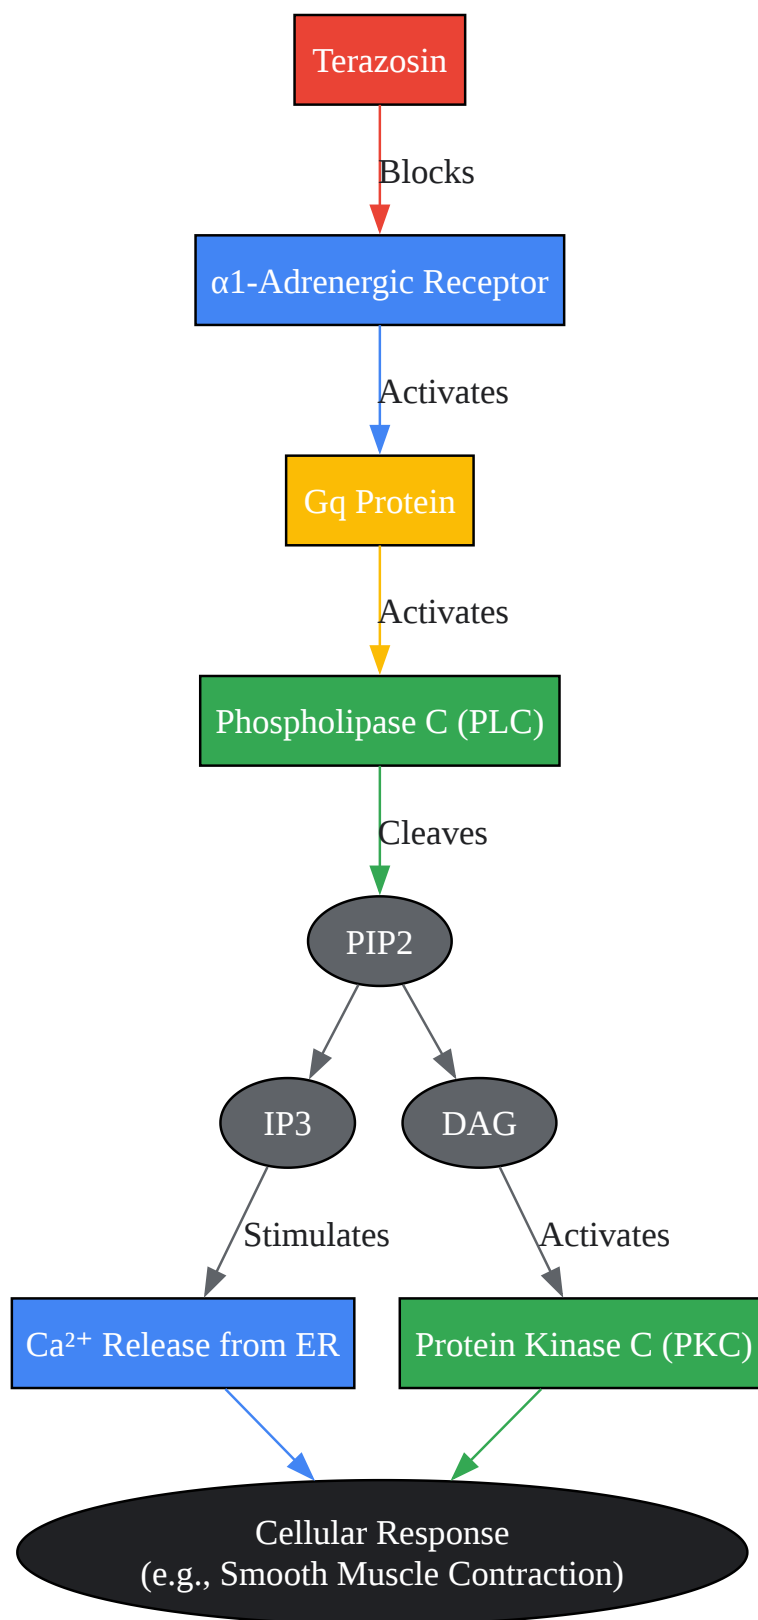 Terazosin
Blocks
α1-Adrenergic Receptor
Activates
Gq Protein
Activates
Phospholipase C (PLC)
Cleaves
PIP2
IP3
DAG
Stimulates
Activates
Ca²⁺ Release from ER
Protein Kinase C (PKC)
Cellular Response
(e.g., Smooth Muscle Contraction)